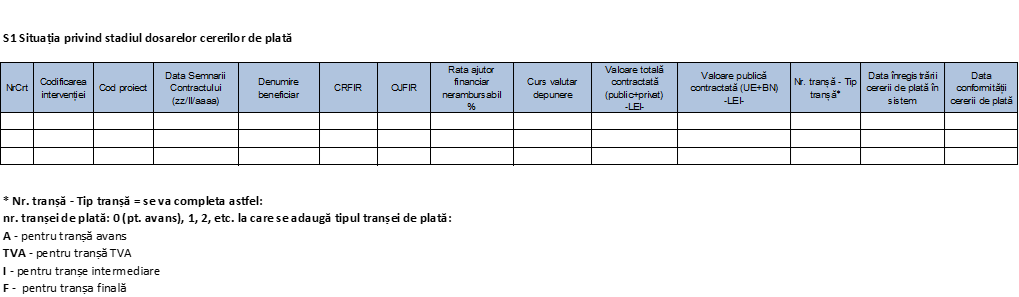 S1 Situația privind stadiul dosarelor cererilor de plată
NrCrt
Codificarea
intervenției
Cod proiect
Data Semnarii
Contractului
(zz/ll/aaaa)
Denumire
beneficiar
CRFIR
OJFIR
Rata ajutor
financiar
nerambursabil
%
Curs valutar
depunere
Valoare totală
contractată
(public+privat)
-LEI-
Valoare publică
contractată (UE+BN)
-LEI-
Nr. tranșă - Tip
tranșă*
Data înregistrării
cererii de plată în
sistem
Data
conformității
cererii de plată
* Nr. tranșă - Tip tranșă = se va completa astfel:
nr. tranșei de plată: 0 (pt. avans), 1, 2, etc. la care se adaugă tipul tranșei de plată:
A - pentru tranșă avans
TVA - pentru tranșă TVA
I - pentru tranșe intermediare
F - pentru tranșa finală